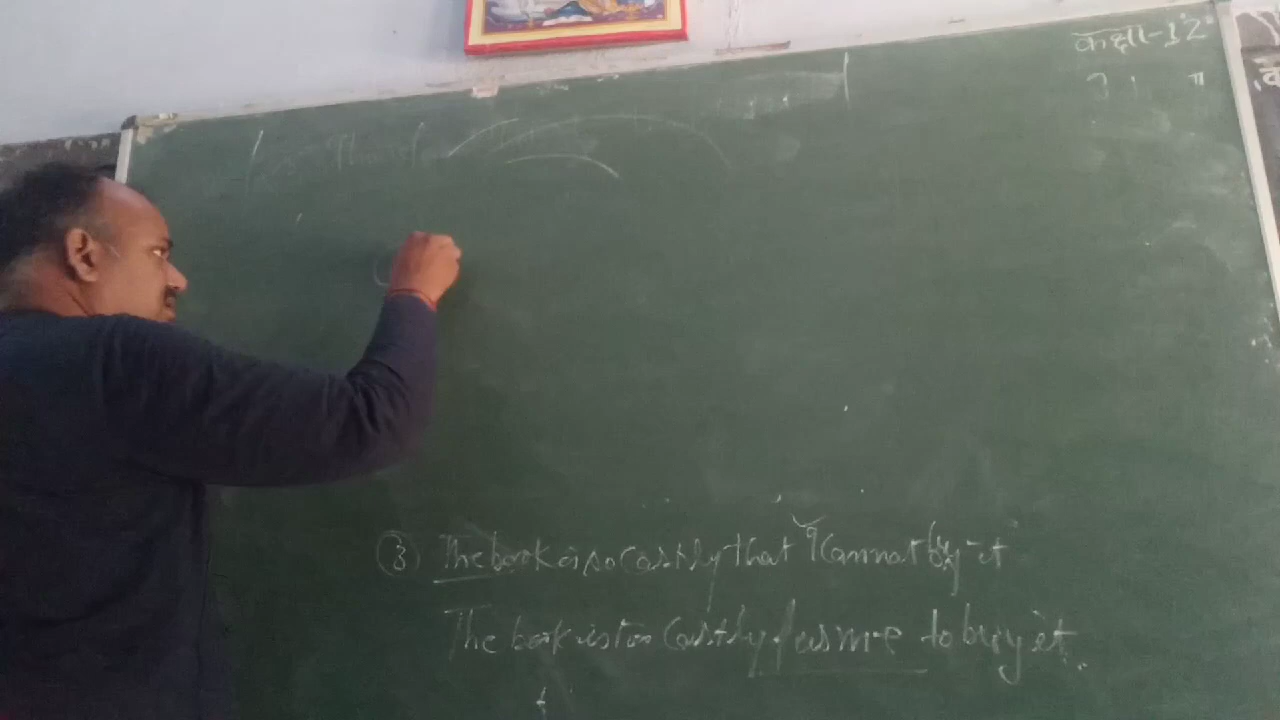 कक्षा-12
③ The book is so Costly that I Cannot buy it
The book is too Costly for me to buy it.